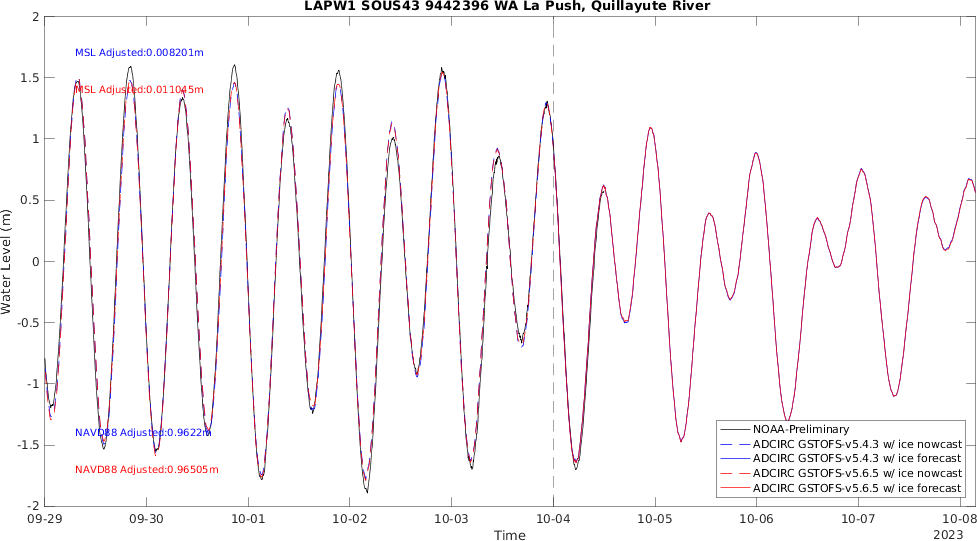 LAPW1 SOUS43 9442396 WA La Push, Quillayute River
2
1.5
1
0.5
0
-0.5
-1
-1.5
-2
Water Level (m)
MSL Adjusted:0.008201m
MSL Adjusted:0.011045m
NAVD88 Adjusted:0.9622m
NAVD88 Adjusted:0.96505m
NOAA-Preliminary
ADCIRC GSTOFS-v5.4.3 w/ ice nowcast
ADCIRC GSTOFS-v5.4.3 w/ ice forecast
ADCIRC GSTOFS-v5.6.5 w/ ice nowcast
ADCIRC GSTOFS-v5.6.5 w/ ice forecast
09-29 09-30 10-01 10-02 10-03 10-04 10-05 10-06 10-07 10-08
Time
2023